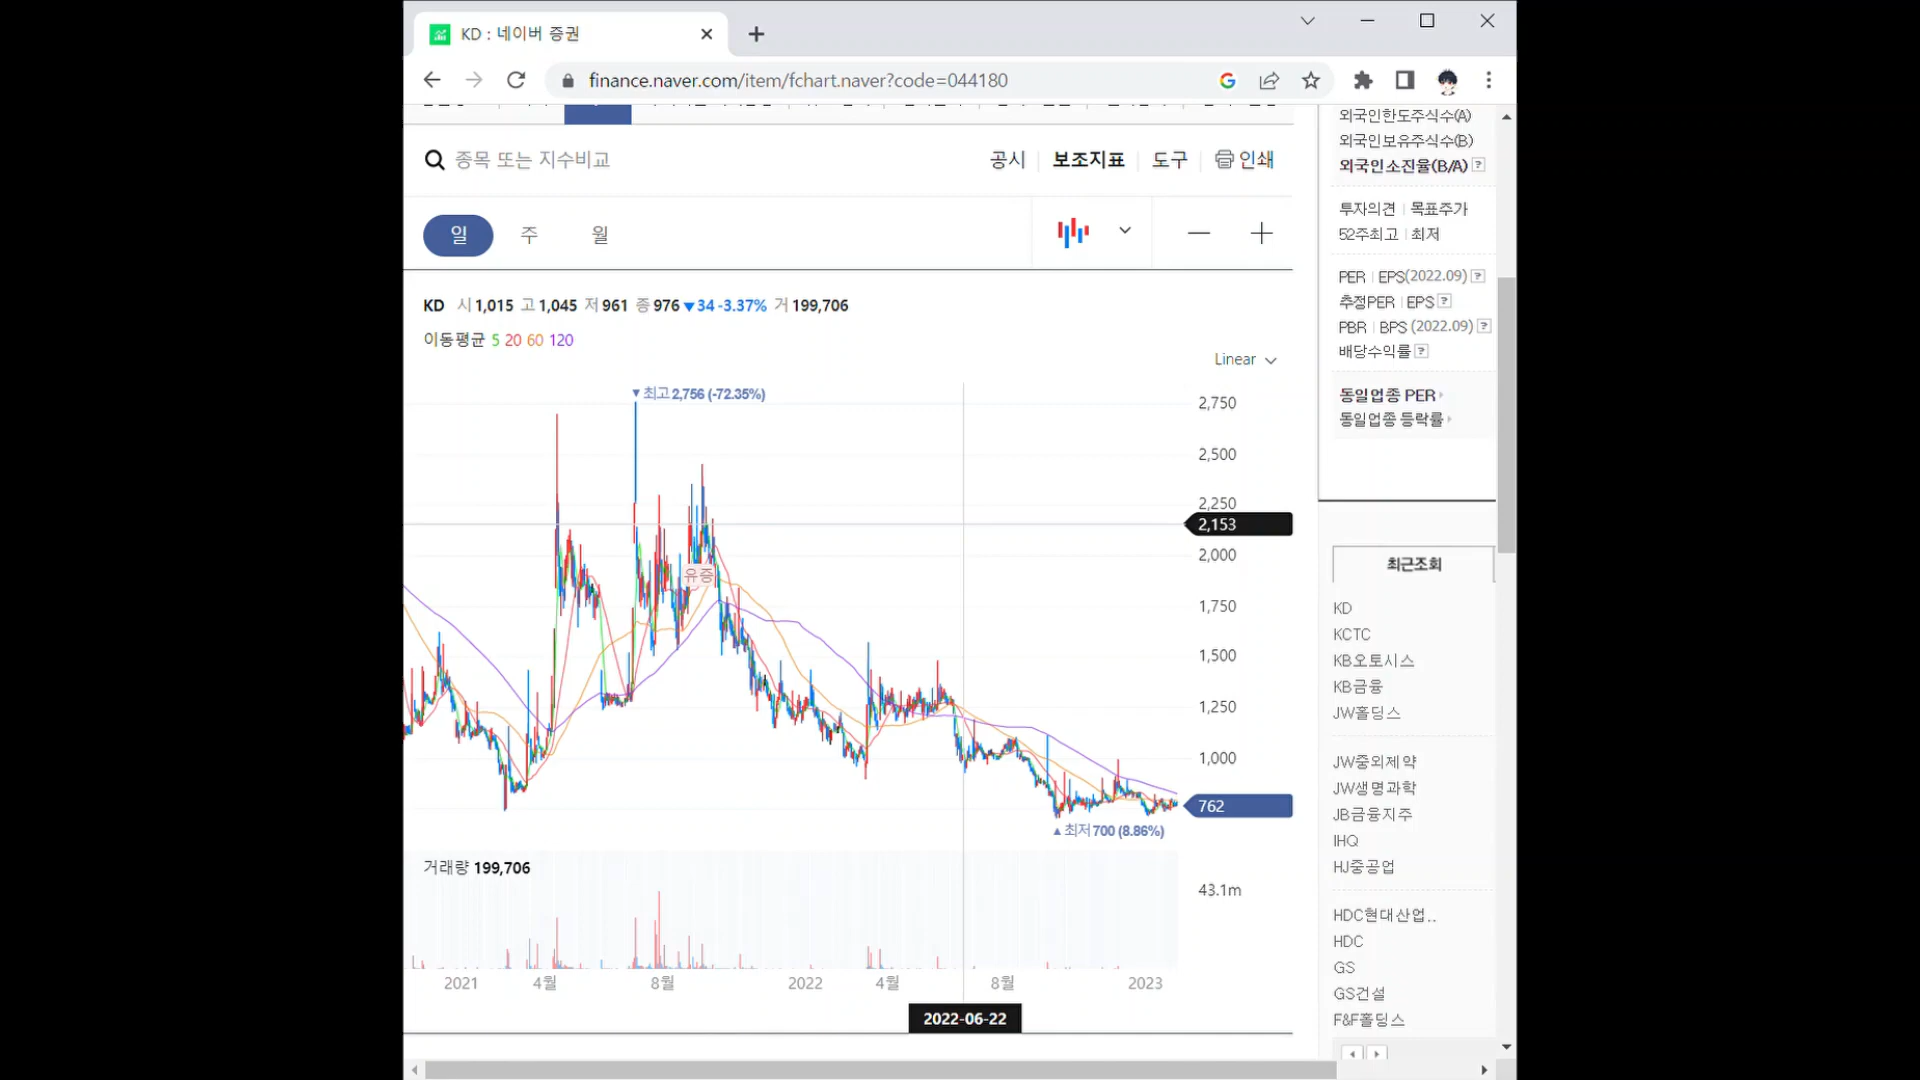 KD : 네이버 증권
finance.naver.com/item/fchart.naver?code=044180
종목 또는 지수비교
공시 보조지표 도구 인쇄
일 주 월
KD 시 1,015 고 1,045 저 961 종 976 ▼34 -3.37% 거 199,706
이동평균 5 20 60 120
Linear
▼최고 2,756 (-72.35%)
2,750
2,500
2,250
2,153
2,000
유증
1,750
1,500
1,250
1,000
762
▲최저 700 (8.86%)
거래량 199,706
43.1m
2021 4월 8월 2022 4월 8월 2023
2022-06-22
외국인한도주식수(A)
외국인보유주식수(B)
외국인소진율(B/A) ?
투자의견 | 목표주가
52주최고 | 최저
PER | EPS(2022.09) ?
추정PER | EPS ?
PBR | BPS (2022.09) ?
배당수익률 ?
동일업종 PER
동일업종 등락률
최근조회
KD
KCTC
KB오토시스
KB금융
JW홀딩스
JW중외제약
JW생명과학
JB금융지주
IHQ
HJ중공업
HDC현대산업..
HDC
GS
GS건설
F&F홀딩스